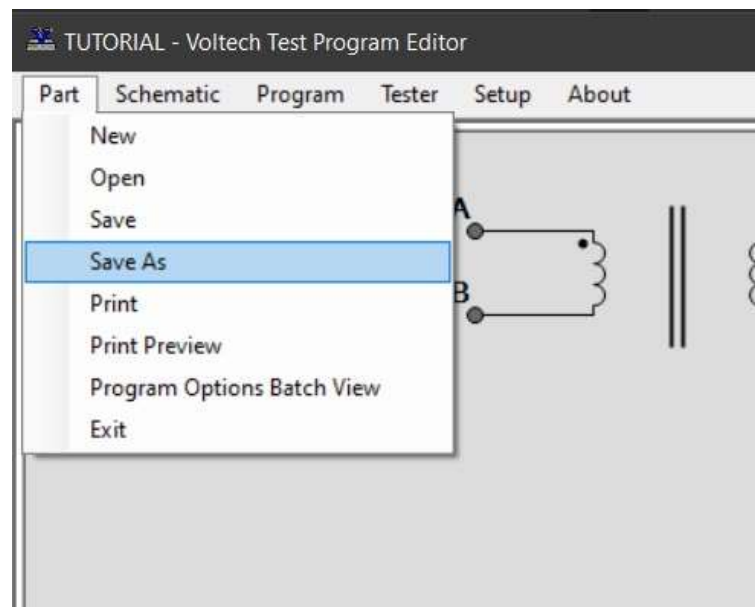 TUTORIAL - Voltech Test Program Editor
Part Schematic Program Tester Setup About
New
Open
Save
Save As
Print
Print Preview
Program Options Batch View
Exit
A
B